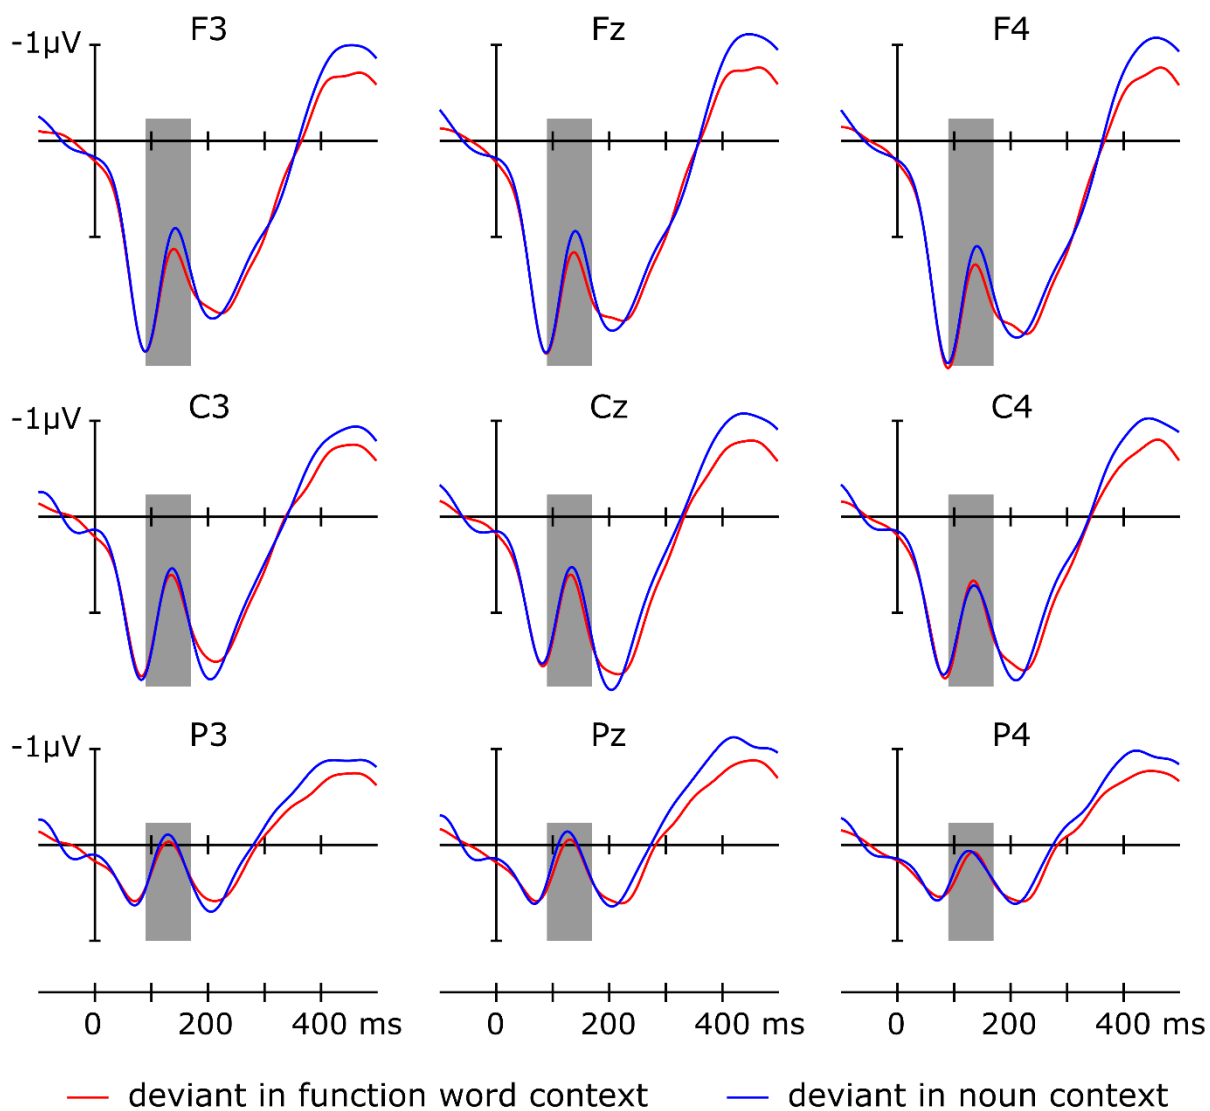 F3 Fz F4
-1µV
C3 Cz C4
-1µV
P3 Pz P4
-1µV
0 200 400 ms 0 200 400 ms 0 200 400 ms
deviant in function word context deviant in noun context